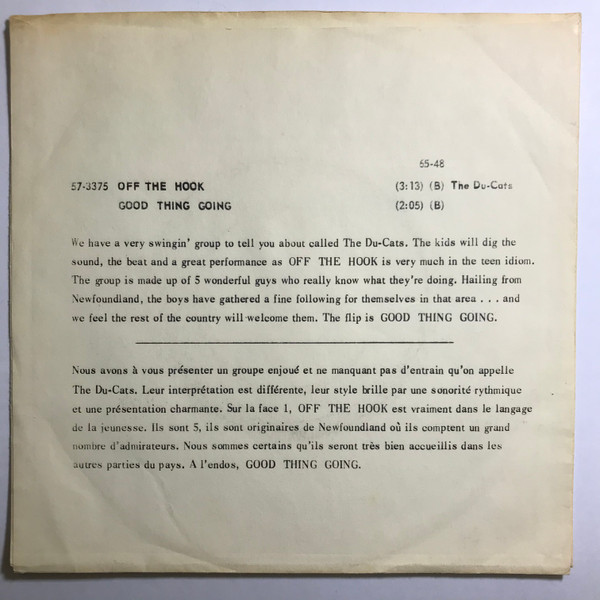 65-48
57-3375 OFF THE HOOK (3:13) (B) The Du-Cats
GOOD THING GOING (2:05) (B)
We have a very swingin' group to tell you about called The Du-Cats. The kids will dig the
sound, the beat and a great performance as OFF THE HOOK is very much in the teen idiom.
The group is made up of 5 wonderful guys who really know what they're doing. Hailing from
Newfoundland, the boys have gathered a fine following for themselves in that area . . . and
we feel the rest of the country will welcome them. The flip is GOOD THING GOING.
Nous avons à vous présenter un groupe enjoué et ne manquant pas d'entrain qu'on appelle
The Du-Cats. Leur interprétation est différente, leur style brille par une sonorité rythmique
et une présentation charmante. Sur la face 1, OFF THE HOOK est vraiment dans le langage
de la jeunesse. Ils sont 5, ils sont originaires de Newfoundland où ils comptent un grand
nombre d'admirateurs. Nous sommes certains qu'ils seront très bien accueillis dans les
autres parties du pays. A l'endos, GOOD THING GOING.